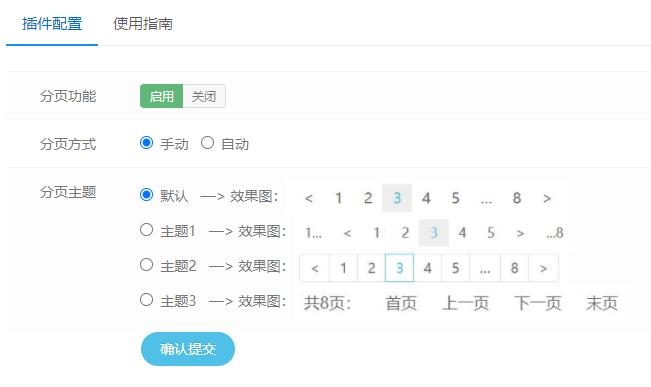 插件配置 使用指南
分页功能 启用 关闭
分页方式 手动 自动
分页主题 默认 —> 效果图: < 1 2 3 4 5 ... 8 >
主题1 —> 效果图: 1... < 1 2 3 4 5 > ...8
主题2 —> 效果图: < 1 2 3 4 5 ... 8 >
主题3 —> 效果图: 共8页: 首页 上一页 下一页 末页
确认提交